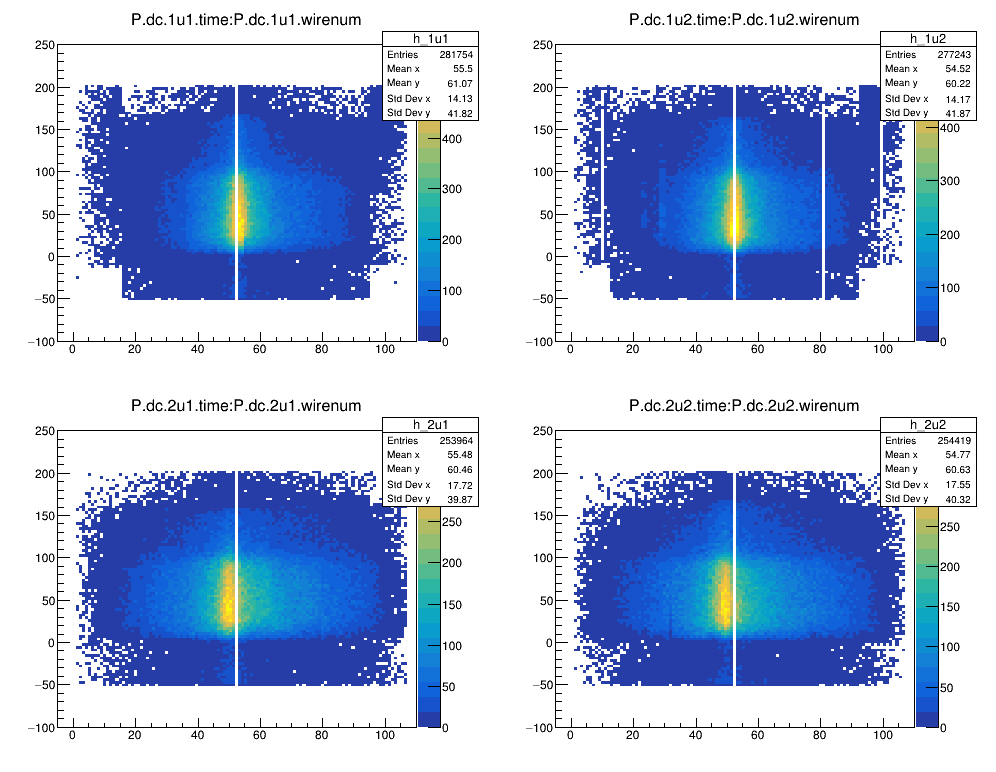 P.dc.1u1.time:P.dc.1u1.wirenum
h_1u1
Entries 281754
Mean x 55.5
Mean y 61.07
Std Dev x 14.13
Std Dev y 41.82
250
200
150
100
50
0
−50
−100
0 20 40 60 80 100
400
300
200
100
0
P.dc.1u2.time:P.dc.1u2.wirenum
h_1u2
Entries 277243
Mean x 54.52
Mean y 60.22
Std Dev x 14.17
Std Dev y 41.87
250
200
150
100
50
0
−50
−100
0 20 40 60 80 100
400
300
200
100
0
P.dc.2u1.time:P.dc.2u1.wirenum
h_2u1
Entries 253964
Mean x 55.48
Mean y 60.46
Std Dev x 17.72
Std Dev y 39.87
250
200
150
100
50
0
−50
−100
0 20 40 60 80 100
250
200
150
100
50
0
P.dc.2u2.time:P.dc.2u2.wirenum
h_2u2
Entries 254419
Mean x 54.77
Mean y 60.63
Std Dev x 17.55
Std Dev y 40.32
250
200
150
100
50
0
−50
−100
0 20 40 60 80 100
250
200
150
100
50
0